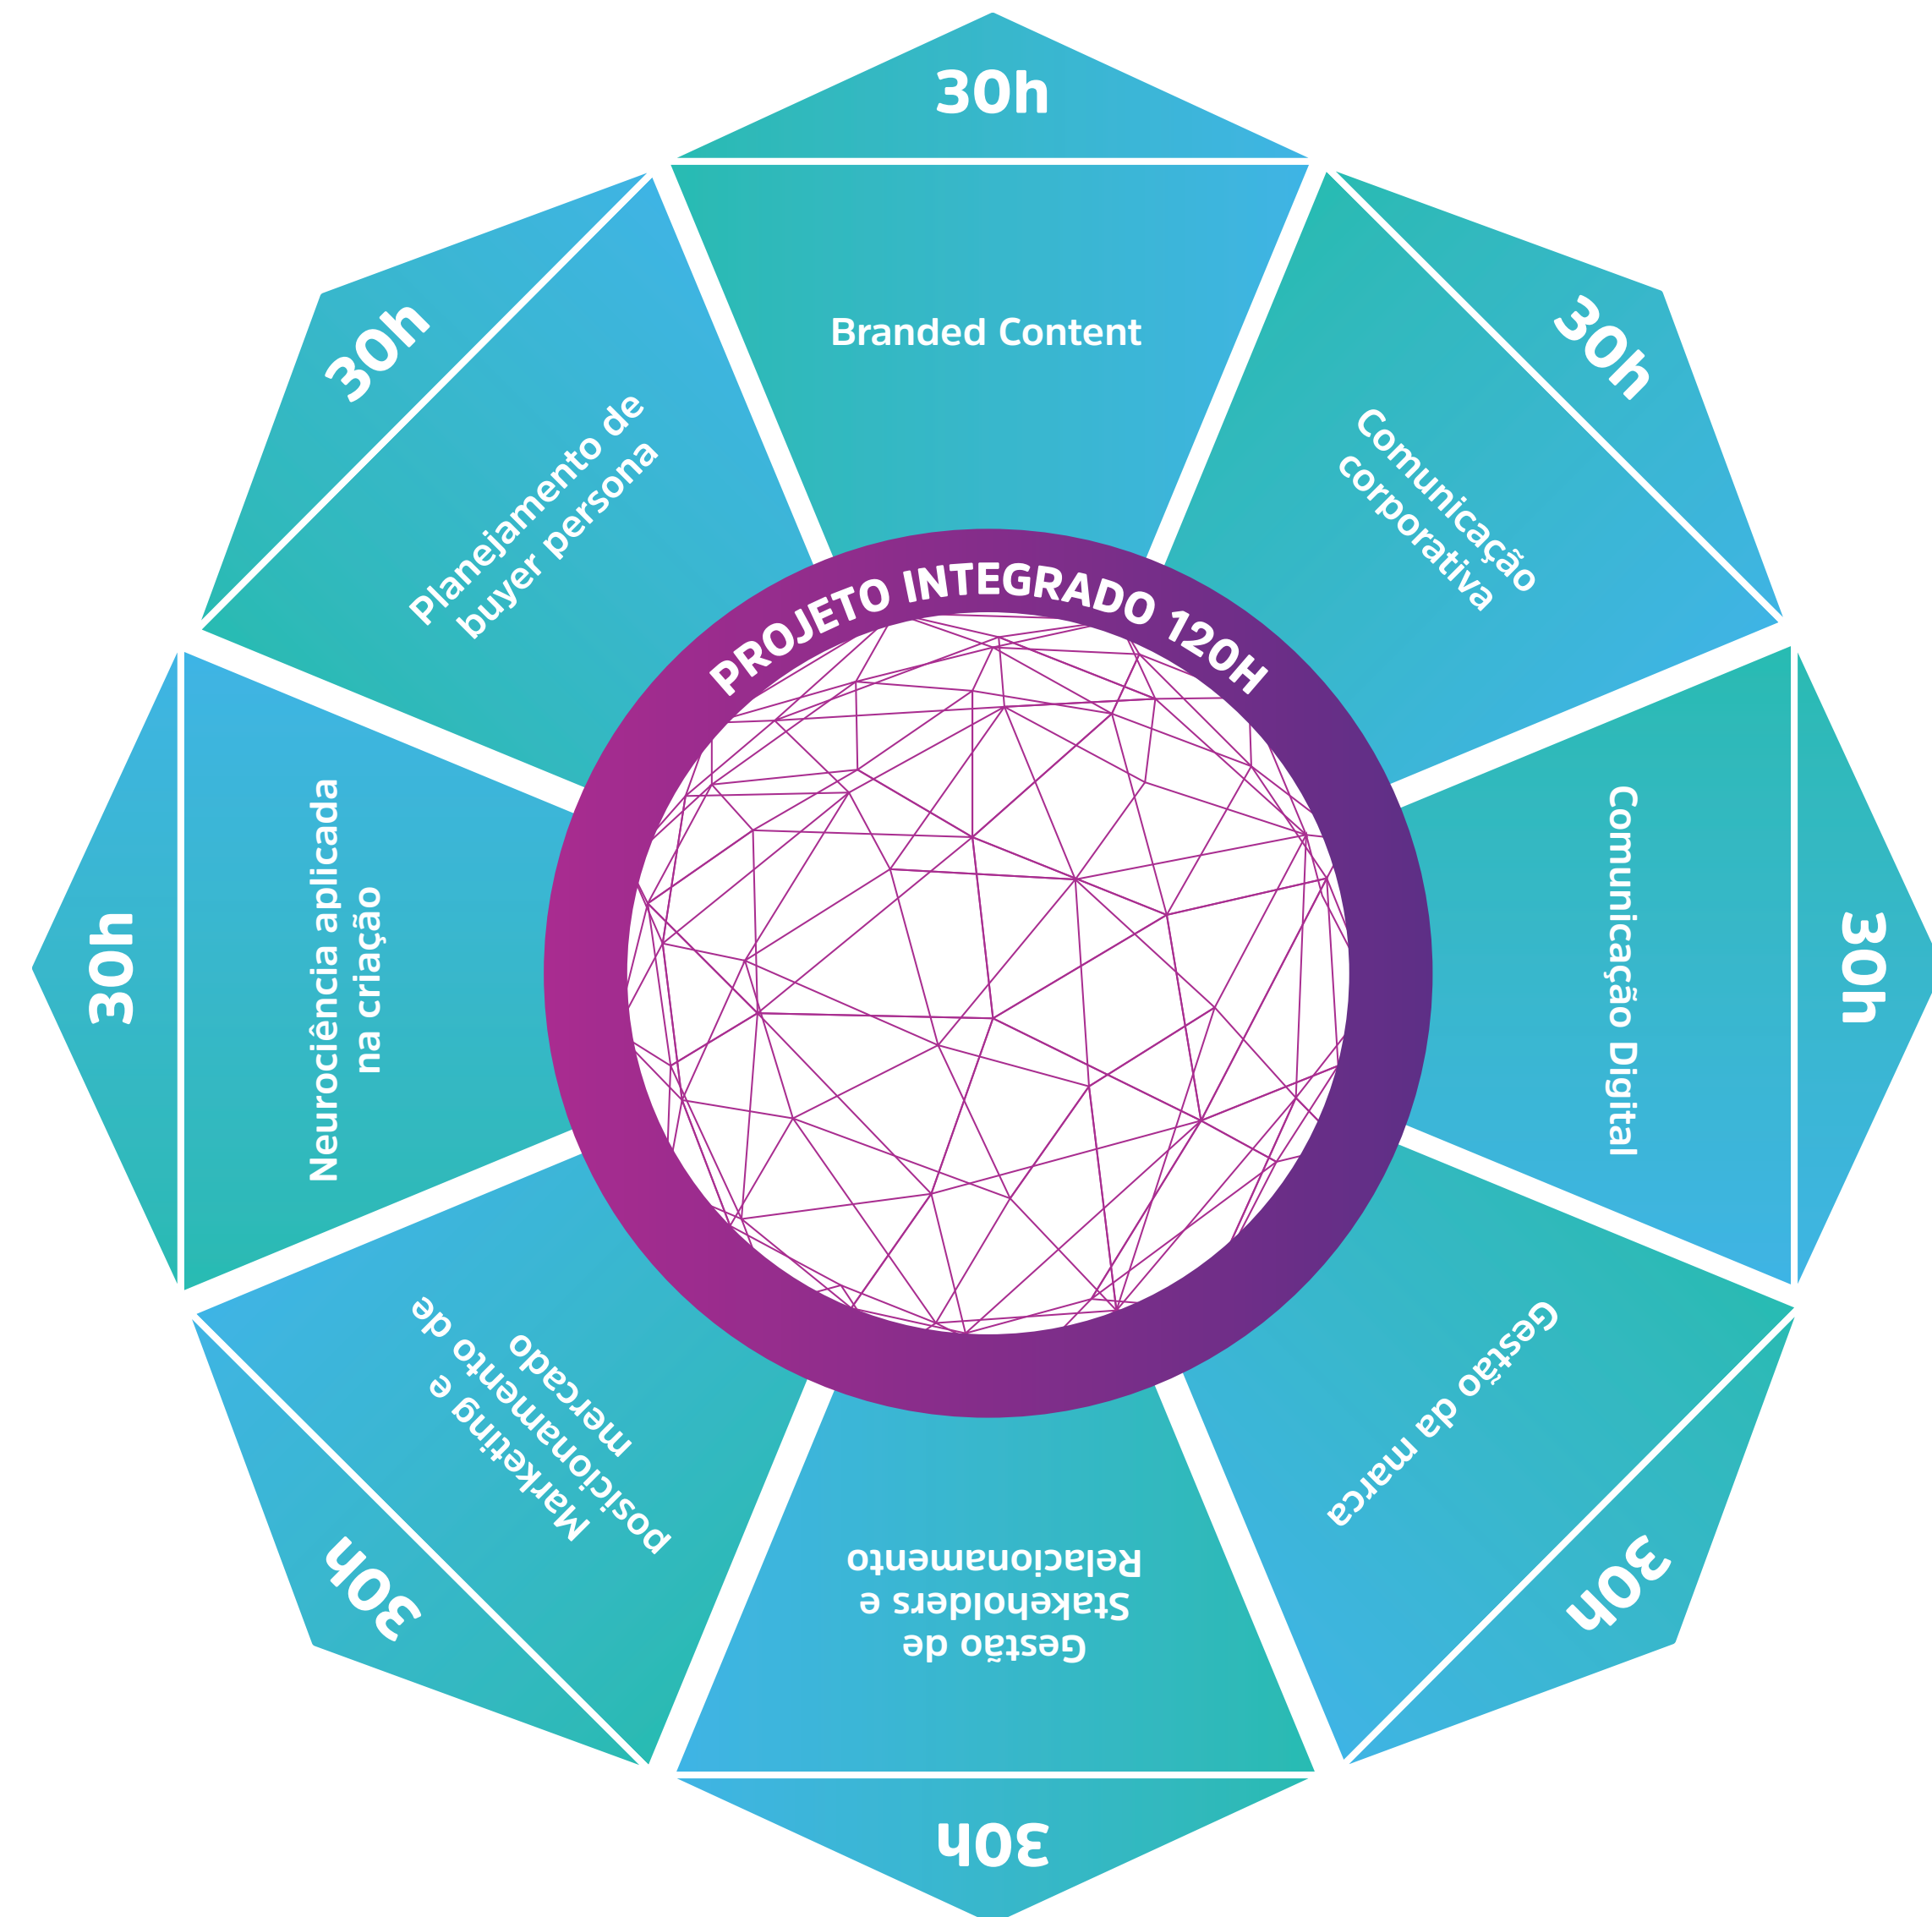 30h
Branded Content
30h
Comunicação
corporativa
30h
Comunicação Digital
30h
Gestão da marca
30h
Gestão de
Stakeholders e
Relacionamento
30h
Marketing e
posicionamento de
mercado
30h
Neurociência aplicada
na criação
30h
Planejamento de
buyer persona
PROJETO INTEGRADO 120H